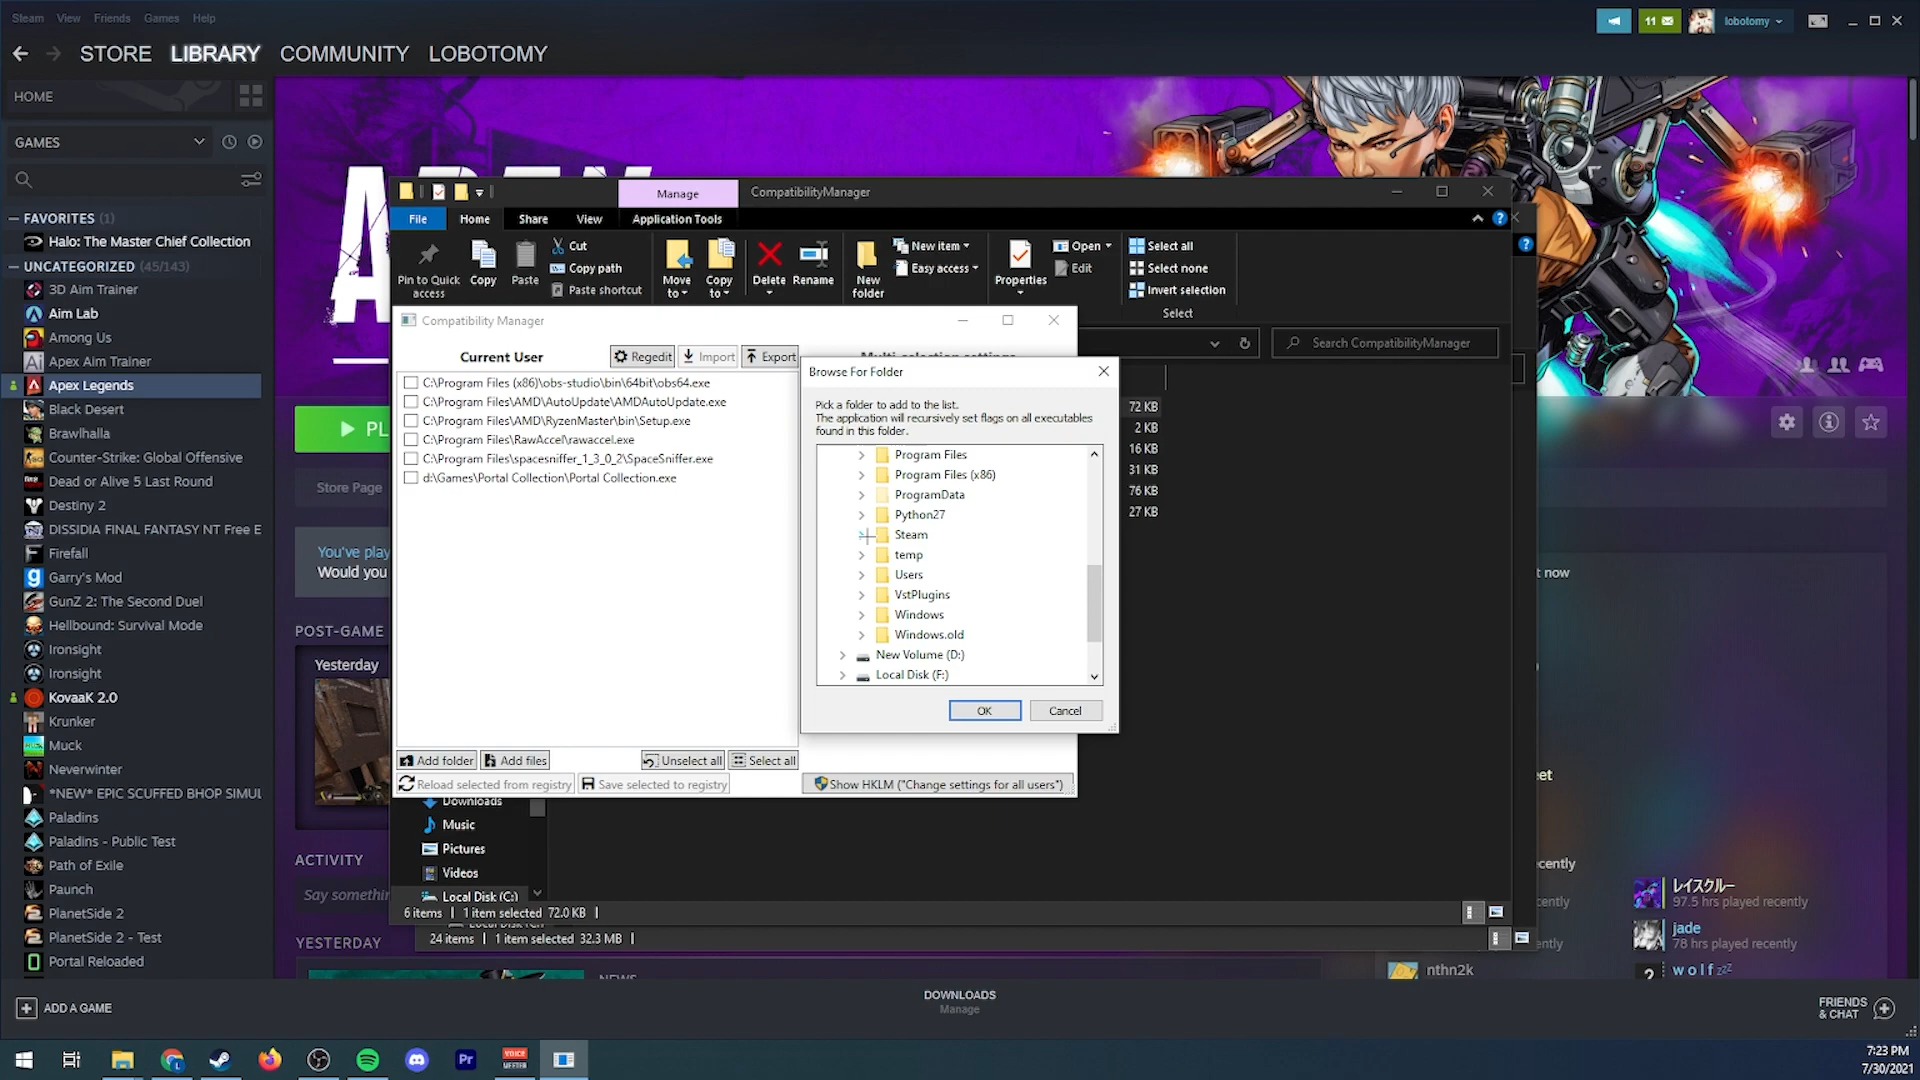 Steam View Friends Games Help
11
lobotomy
STORE LIBRARY COMMUNITY LOBOTOMY
HOME
GAMES
FAVORITES (1)
Halo: The Master Chief Collection
UNCATEGORIZED (45/143)
3D Aim Trainer
Aim Lab
Among Us
Apex Aim Trainer
Apex Legends
Black Desert
Brawlhalla
Counter-Strike: Global Offensive
Dead or Alive 5 Last Round
Destiny 2
DISSIDIA FINAL FANTASY NT Free E
Firefall
Garry's Mod
GunZ 2: The Second Duel
Hellbound: Survival Mode
Ironsight
Ironsight
KovaaK 2.0
Krunker
Muck
Neverwinter
*NEW* EPIC SCUFFED BHOP SIMUL
Paladins
Paladins - Public Test
Path of Exile
Paunch
PlanetSide 2
PlanetSide 2 - Test
Portal Reloaded
Store Page
Would you
POST-GAME
Yesterday
ACTIVITY
YESTERDAY
Manage CompatibilityManager
File Home Share View Application Tools
Pin to Quick access
Copy
Paste
Cut
Copy path
Paste shortcut
Move to
Copy to
Delete
Rename
New folder
New item
Easy access
Properties
Open
Edit
Select all
Select none
Invert selection
Select
Search CompatibilityManager
72 KB
2 KB
16 KB
31 KB
76 KB
27 KB
Compatibility Manager
Current User
Regedit Import Export
C:\Program Files (x86)\obs-studio\bin\64bit\obs64.exe
C:\Program Files\AMD\AutoUpdate\AMDAutoUpdate.exe
C:\Program Files\AMD\RyzenMaster\bin\Setup.exe
C:\Program Files\RawAccel\rawaccel.exe
C:\Program Files\spacesniffer_1_3_0_2\SpaceSniffer.exe
d:\Games\Portal Collection\Portal Collection.exe
Add folder Add files Unselect all Select all
Reload selected from registry Save selected to registry Show HKLM ("Change settings for all users")
Browse For Folder
Pick a folder to add to the list.
The application will recursively set flags on all executables
found in this folder.
Program Files
Program Files (x86)
ProgramData
Python27
Steam
temp
Users
VstPlugins
Windows
Windows.old
New Volume (D:)
Local Disk (F:)
OK Cancel
Downloads
Music
Pictures
Videos
Local Disk (C:)
6 items 1 item selected 72.0 KB
24 items 1 item selected 32.3 MB
now
レイスクルー
97.5 hrs played recently
jade
78 hrs played recently
nthn2k
wolf zzZ
ADD A GAME
DOWNLOADS
Manage
FRIENDS
& CHAT
Pr
VOICE
MEETER
7:23 PM
7/30/2021